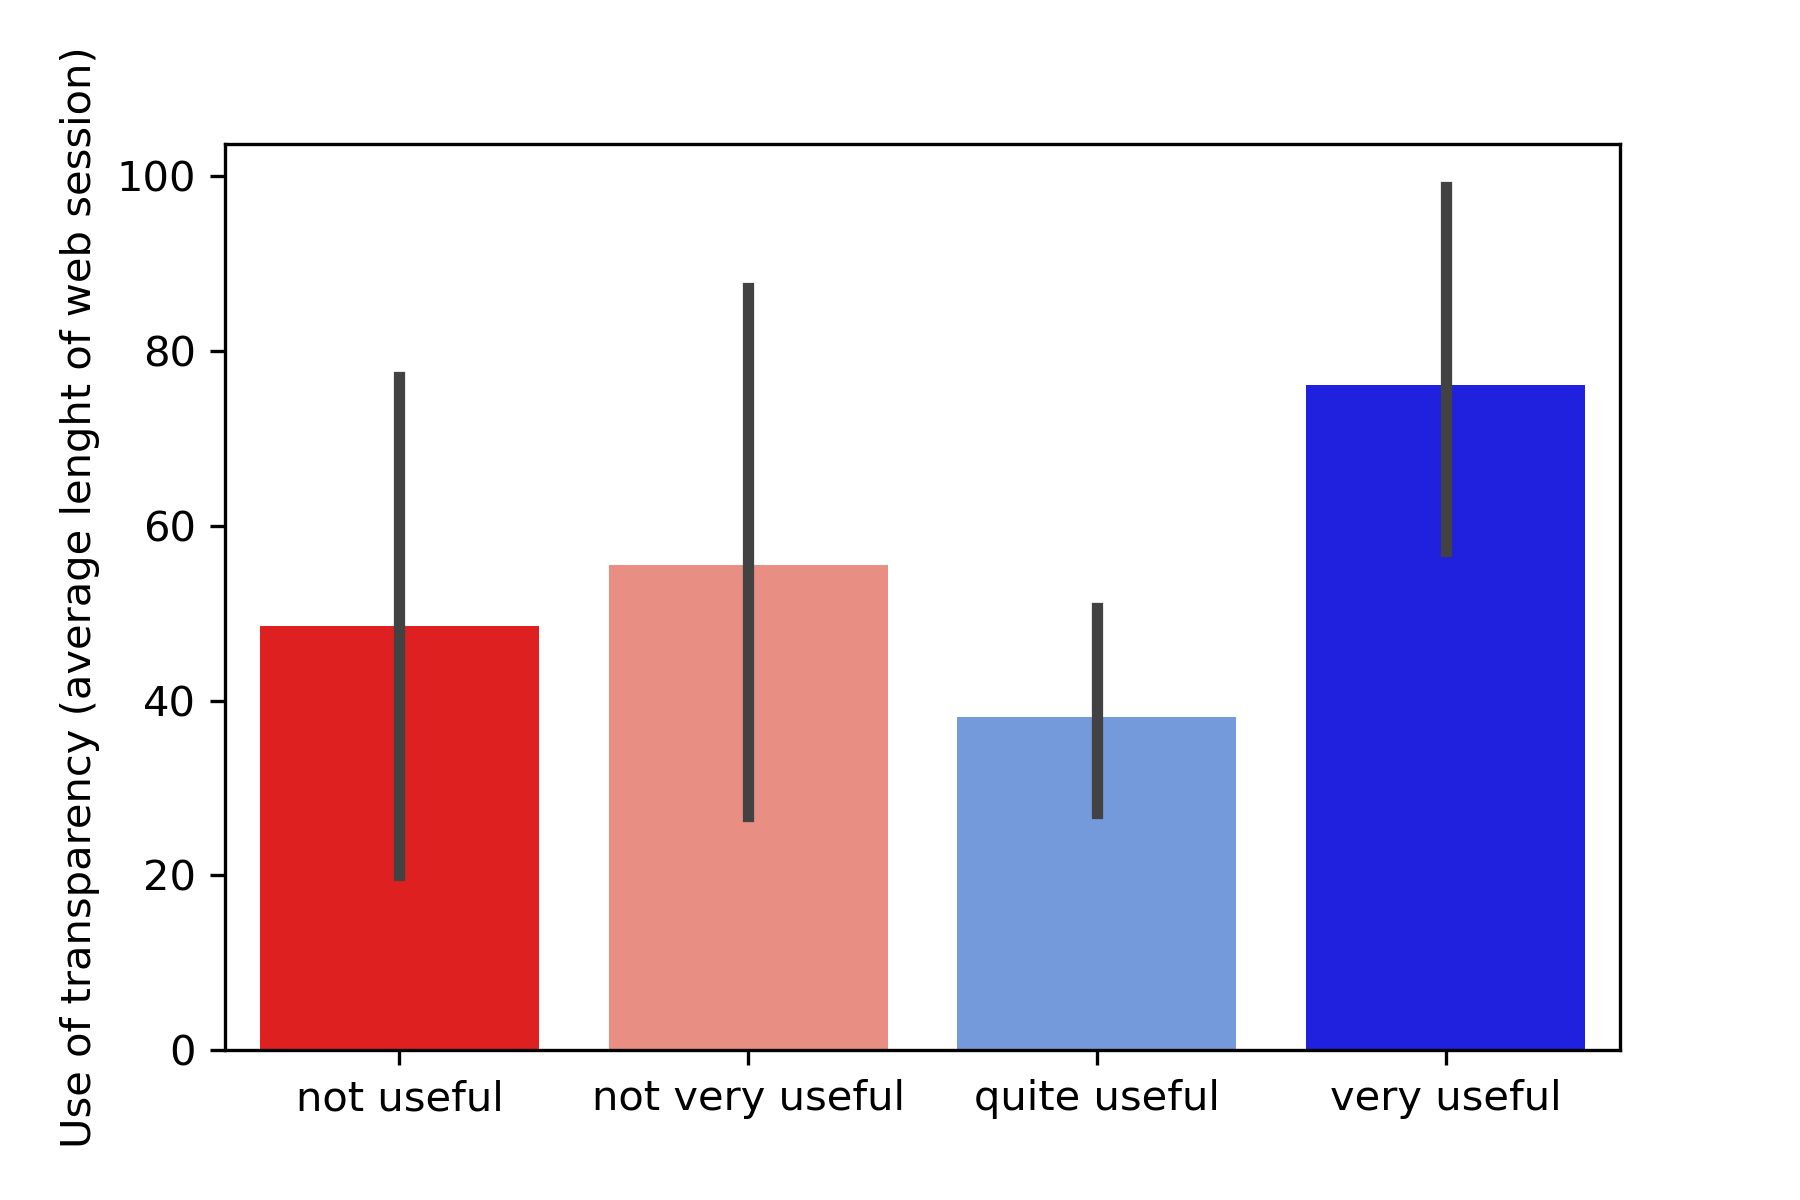 Use of transparency (average lenght of web session)
100
80
60
40
20
0
not useful
not very useful
quite useful
very useful